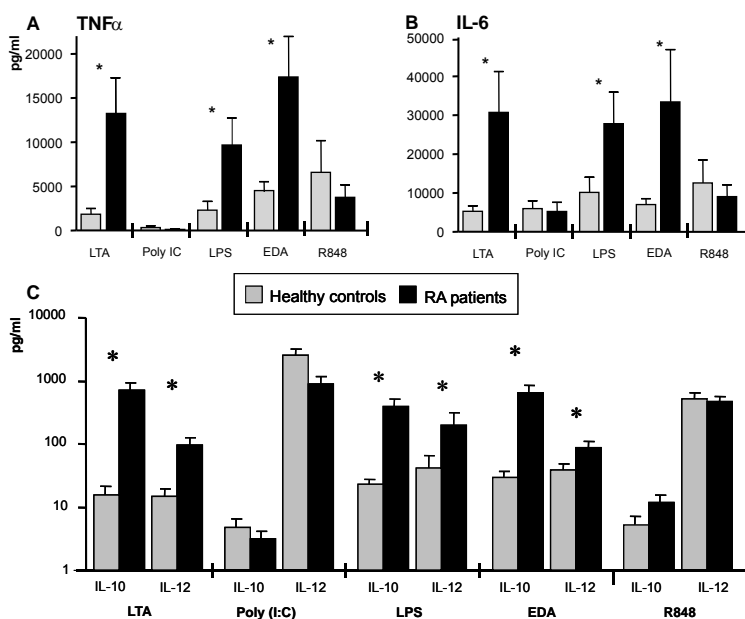 A TNFα
pg/ml
20000
15000
10000
5000
0
*
*
*
LTA Poly IC LPS EDA R848
B IL-6
50000
40000
30000
20000
10000
0
*
*
*
LTA Poly IC LPS EDA R848
Healthy controls RA patients
C
pg/ml
10000
1000
100
10
1
* * * * * *
IL-10 IL-12 IL-10 IL-12 IL-10 IL-12 IL-10 IL-12 IL-10 IL-12
LTA Poly (I:C) LPS EDA R848